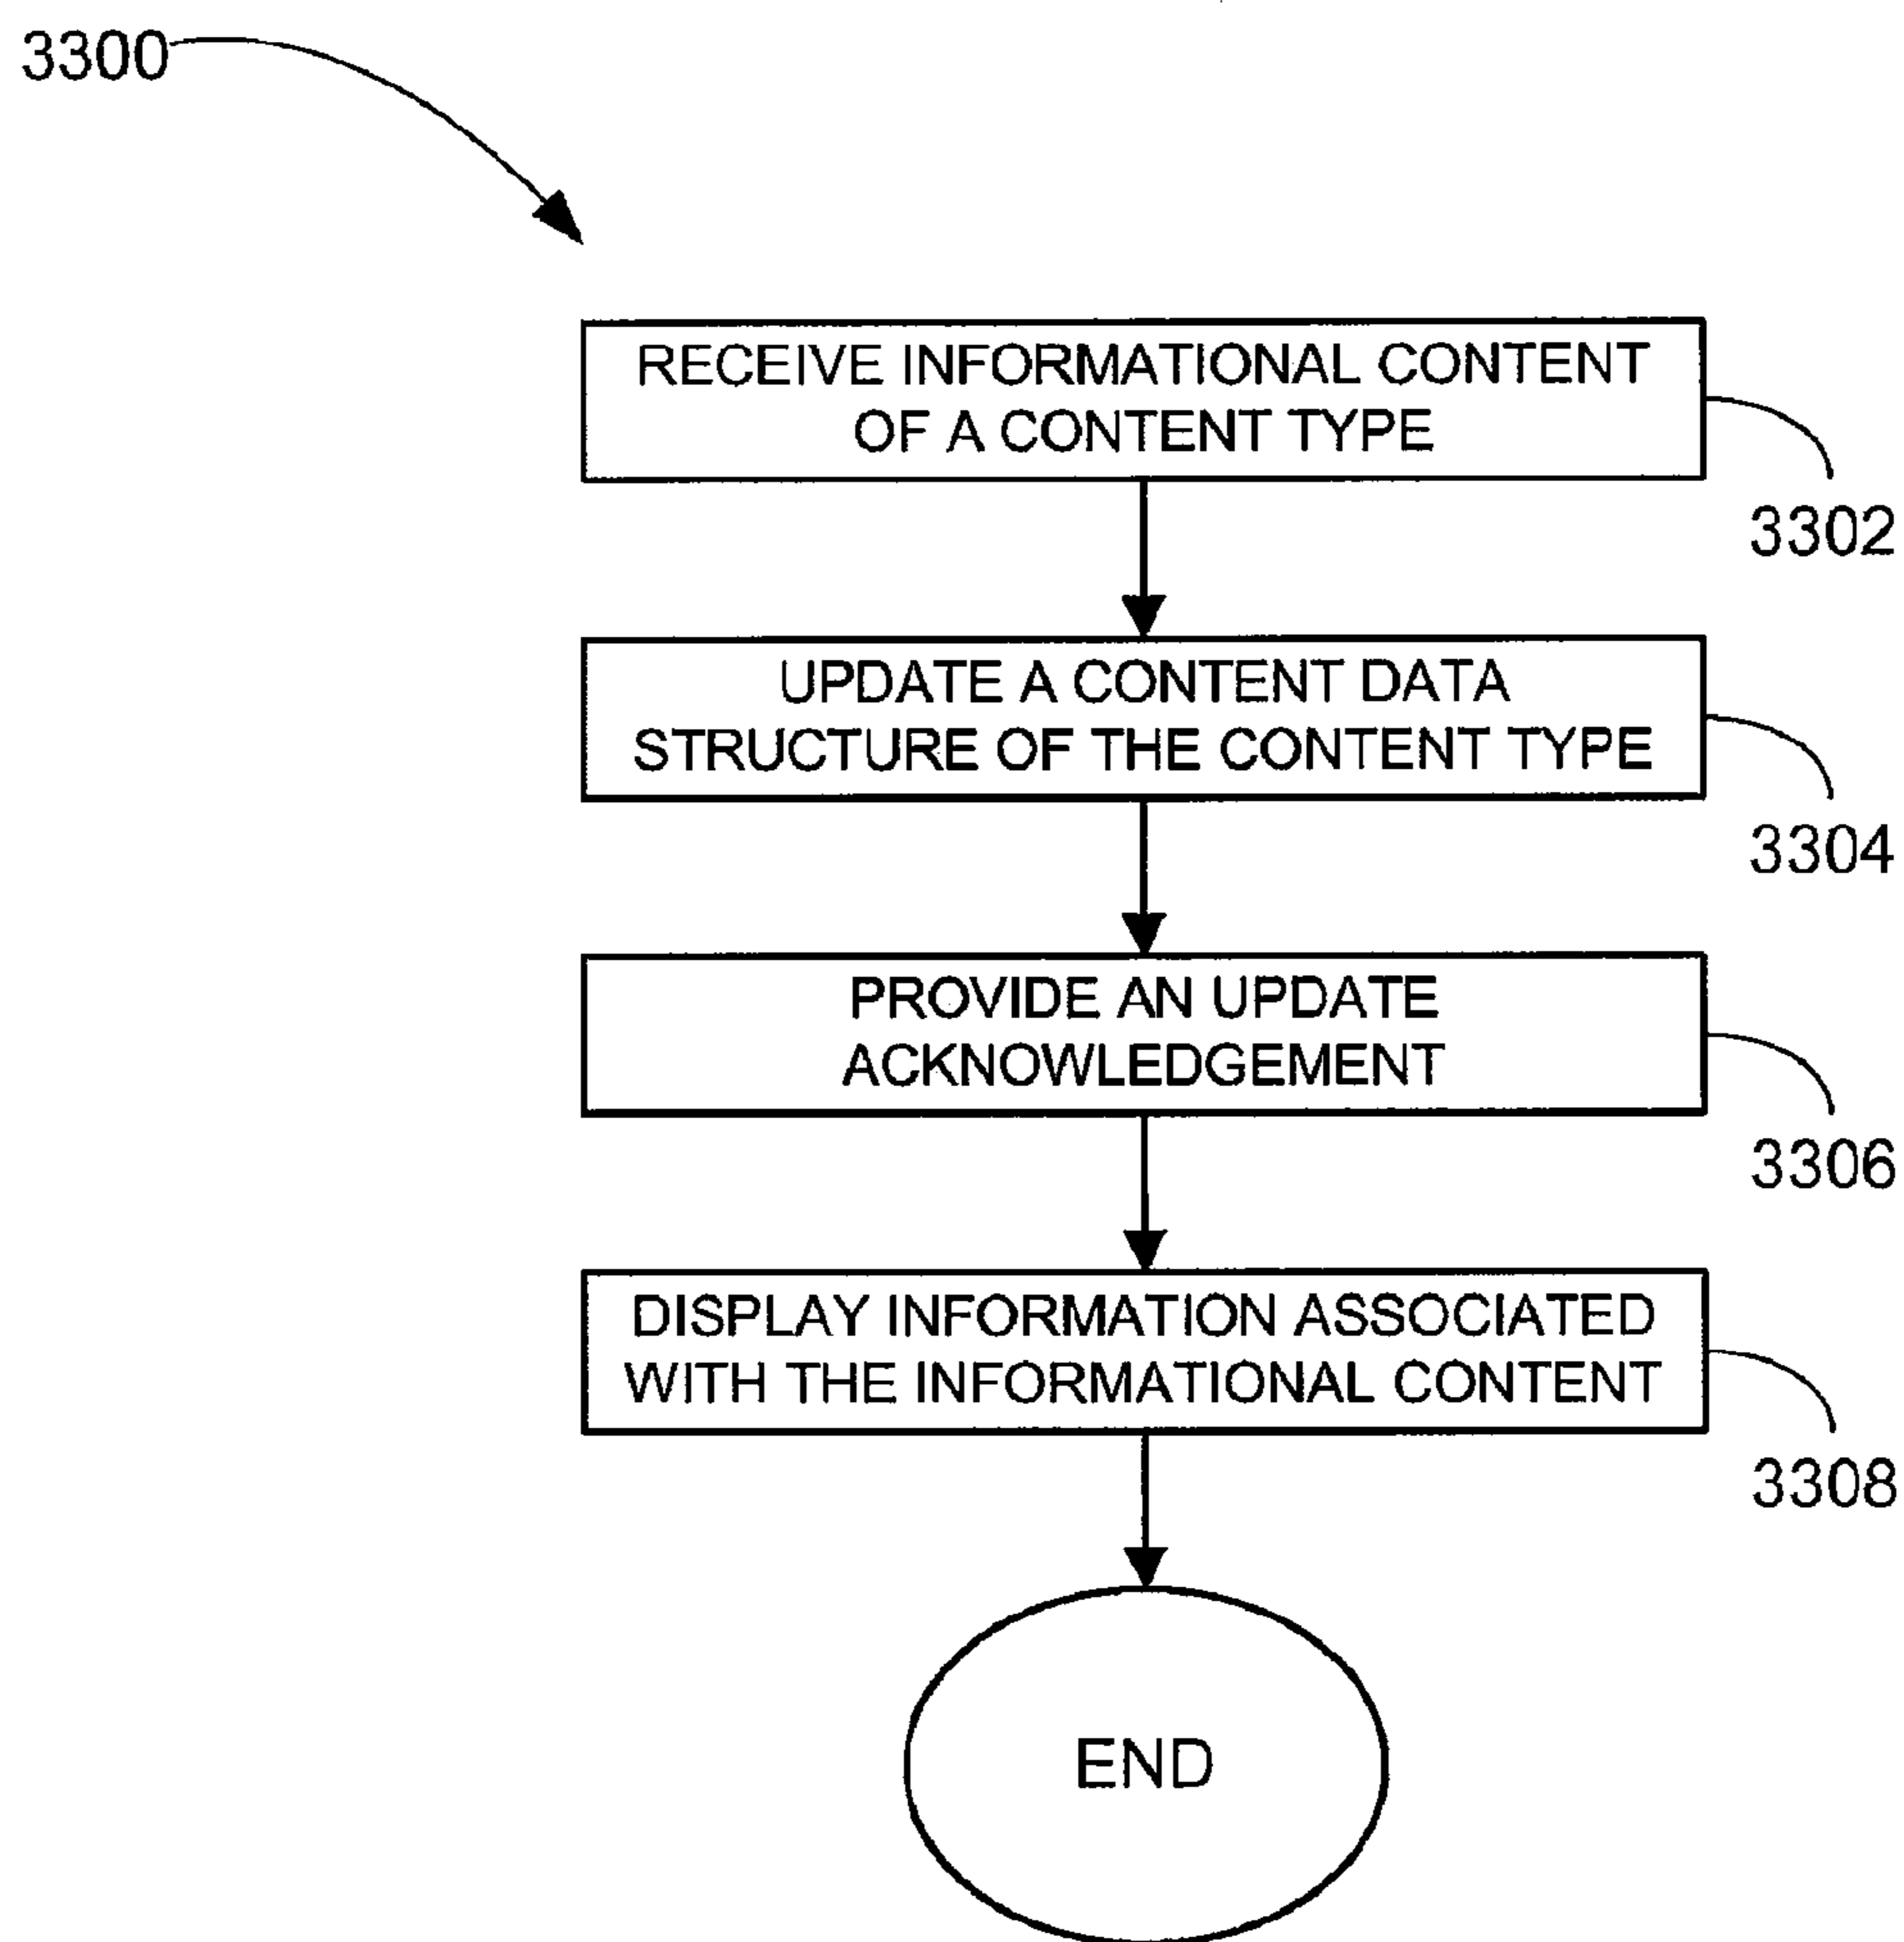 3300
RECEIVE INFORMATIONAL CONTENT
OF A CONTENT TYPE
3302
UPDATE A CONTENT DATA
STRUCTURE OF THE CONTENT TYPE
3304
PROVIDE AN UPDATE
ACKNOWLEDGEMENT
3306
DISPLAY INFORMATION ASSOCIATED
WITH THE INFORMATIONAL CONTENT
3308
END